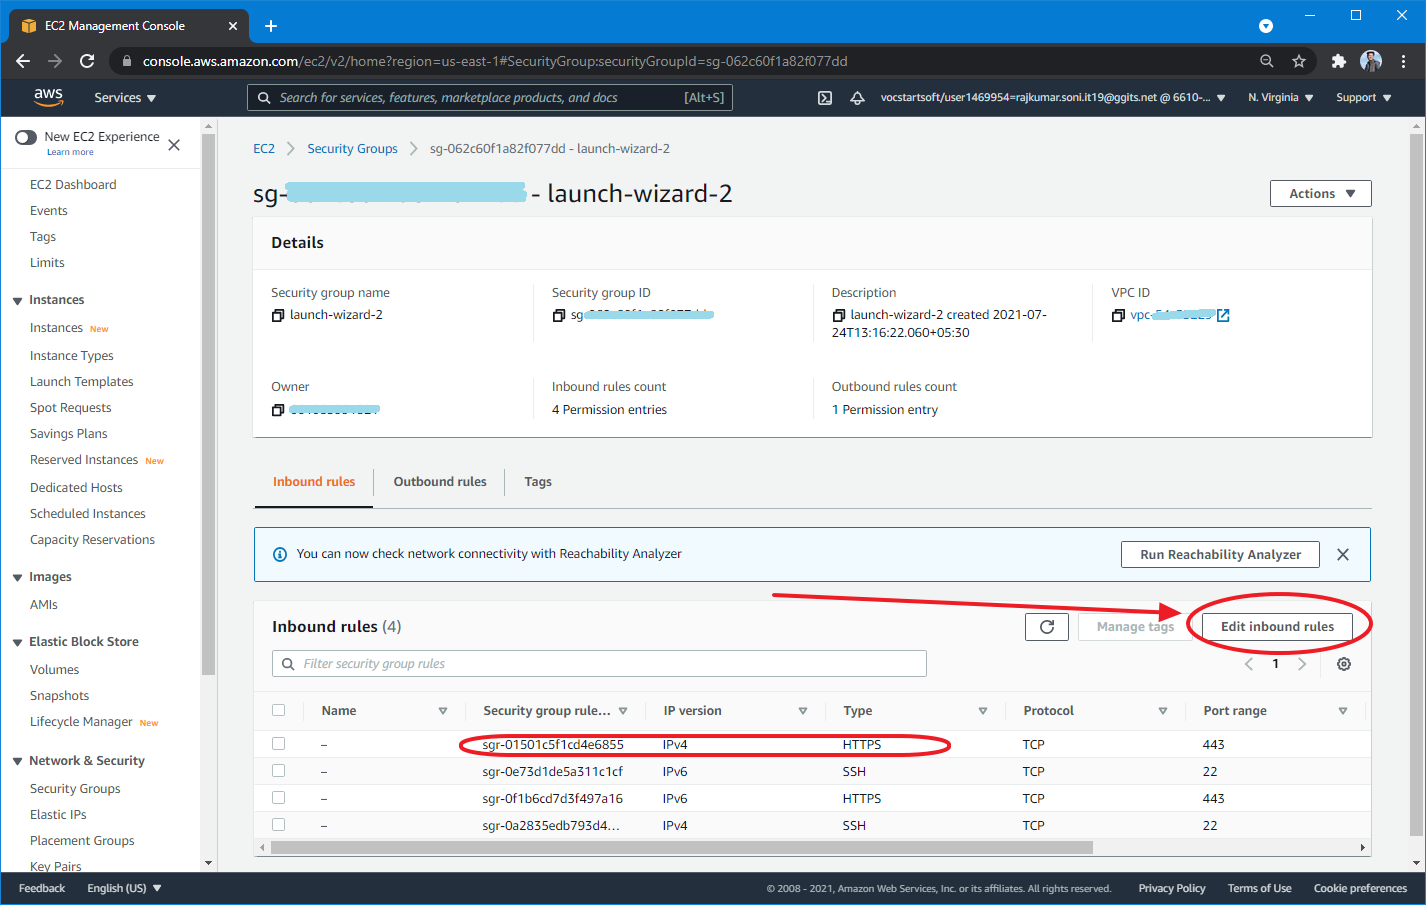 EC2 Management Console
console.aws.amazon.com/ec2/v2/home?region=us-east-1#SecurityGroup:securityGroupId=sg-062c60f1a82f077dd
aws Services Search for services, features, marketplace products, and docs [Alt+S] vocstartsoft/user1469954=rajkumar.soni.it19@ggits.net @ 6610-... N. Virginia Support
New EC2 Experience
Learn more
EC2 Dashboard
Events
Tags
Limits
Instances
Instances New
Instance Types
Launch Templates
Spot Requests
Savings Plans
Reserved Instances New
Dedicated Hosts
Scheduled Instances
Capacity Reservations
Images
AMIs
Elastic Block Store
Volumes
Snapshots
Lifecycle Manager New
Network & Security
Security Groups
Elastic IPs
Placement Groups
Key Pairs
EC2 Security Groups sg-062c60f1a82f077dd - launch-wizard-2
sg- - launch-wizard-2
Actions
Details
Security group name
launch-wizard-2
Security group ID
sg
Description
launch-wizard-2 created 2021-07-
24T13:16:22.060+05:30
VPC ID
vpc-
Owner
Inbound rules count
4 Permission entries
Outbound rules count
1 Permission entry
Inbound rules Outbound rules Tags
You can now check network connectivity with Reachability Analyzer Run Reachability Analyzer
Inbound rules (4) Manage tags Edit inbound rules
Filter security group rules 1
Name Security group rule... IP version Type Protocol Port range
– sgr-01501c5f1cd4e6855 IPv4 HTTPS TCP 443
– sgr-0e73d1de5a311c1cf IPv6 SSH TCP 22
– sgr-0f1b6cd7d3f497a16 IPv6 HTTPS TCP 443
– sgr-0a2835edb793d4... IPv4 SSH TCP 22
Feedback English (US) © 2008 - 2021, Amazon Web Services, Inc. or its affiliates. All rights reserved. Privacy Policy Terms of Use Cookie preferences